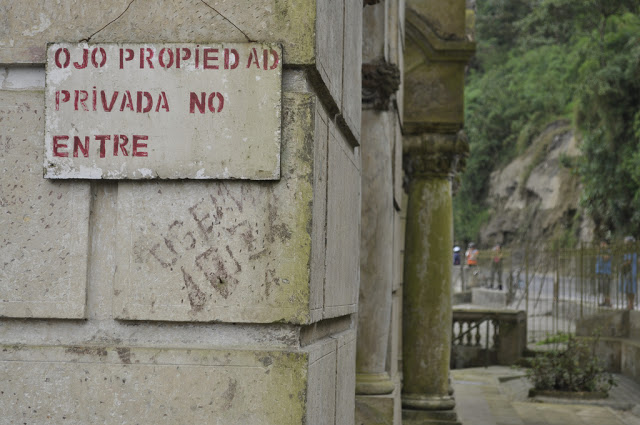 OJO PROPIEDAD
PRIVADA NO
ENTRE